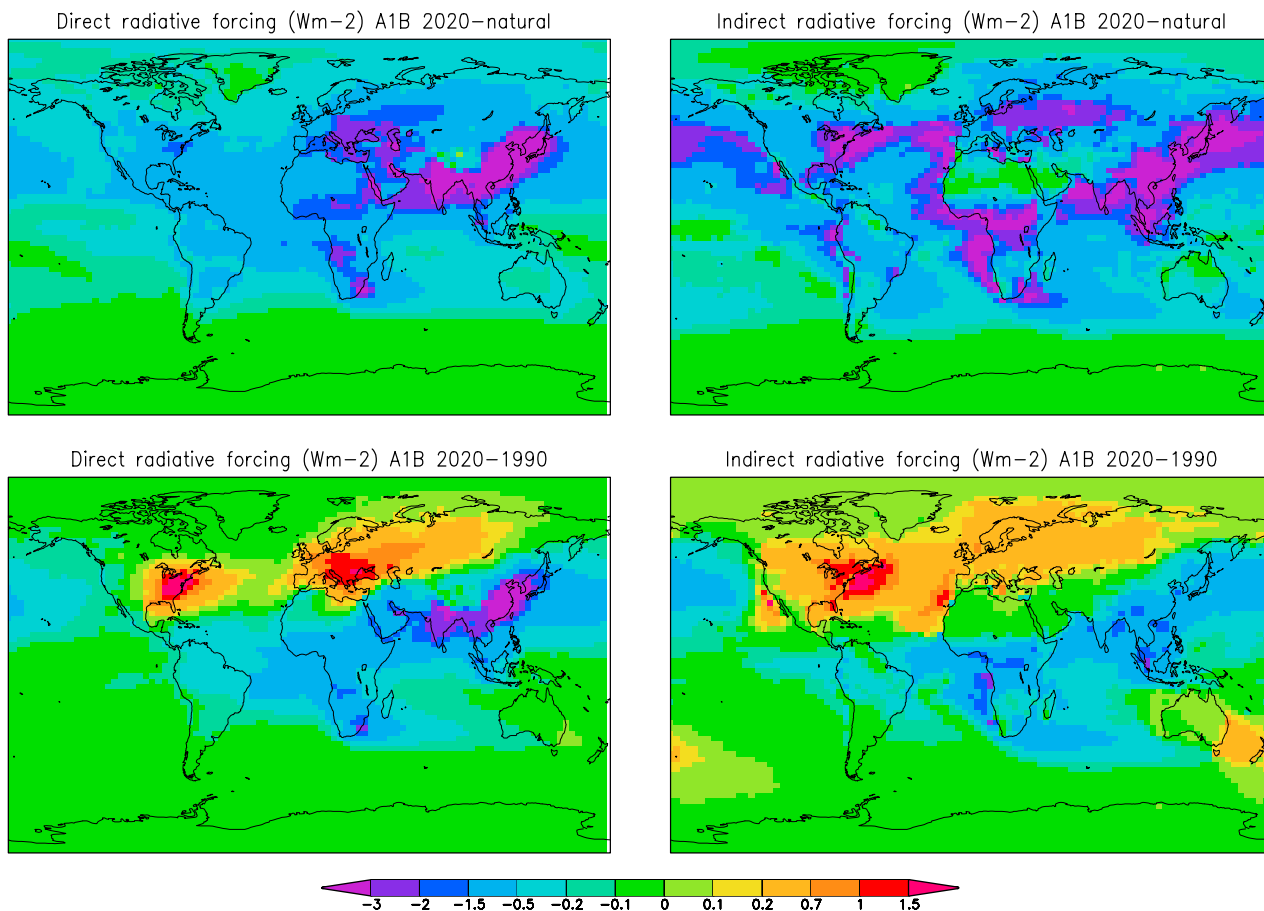 Direct radiative forcing (Wm−2) A1B 2020−natural
Indirect radiative forcing (Wm−2) A1B 2020−natural
Direct radiative forcing (Wm−2) A1B 2020−1990
Indirect radiative forcing (Wm−2) A1B 2020−1990
−3 −2 −1.5 −0.5 −0.2 −0.1 0 0.1 0.2 0.7 1 1.5